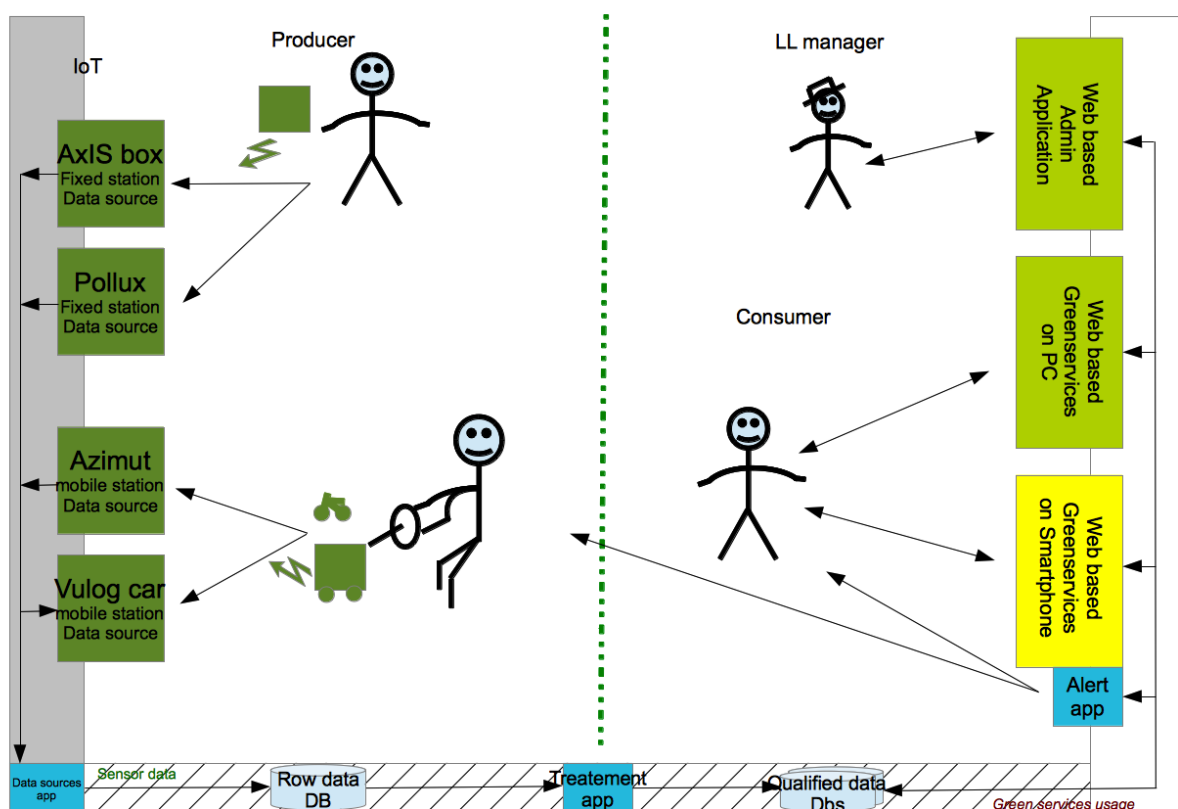 Producer
LL manager
IoT
AxIS box
Fixed station
Data source
Web based
Admin
Application
Pollux
Fixed station
Data source
Consumer
Web based
Greenservices
on PC
Azimut
mobile station
Data source
Web based
Greenservices
on Smartphone
Vulog car
mobile station
Data source
Alert
app
Data sources
app
Sensor data
Row data
DB
Treatement
app
Qualified data
Dbs
Green services usage